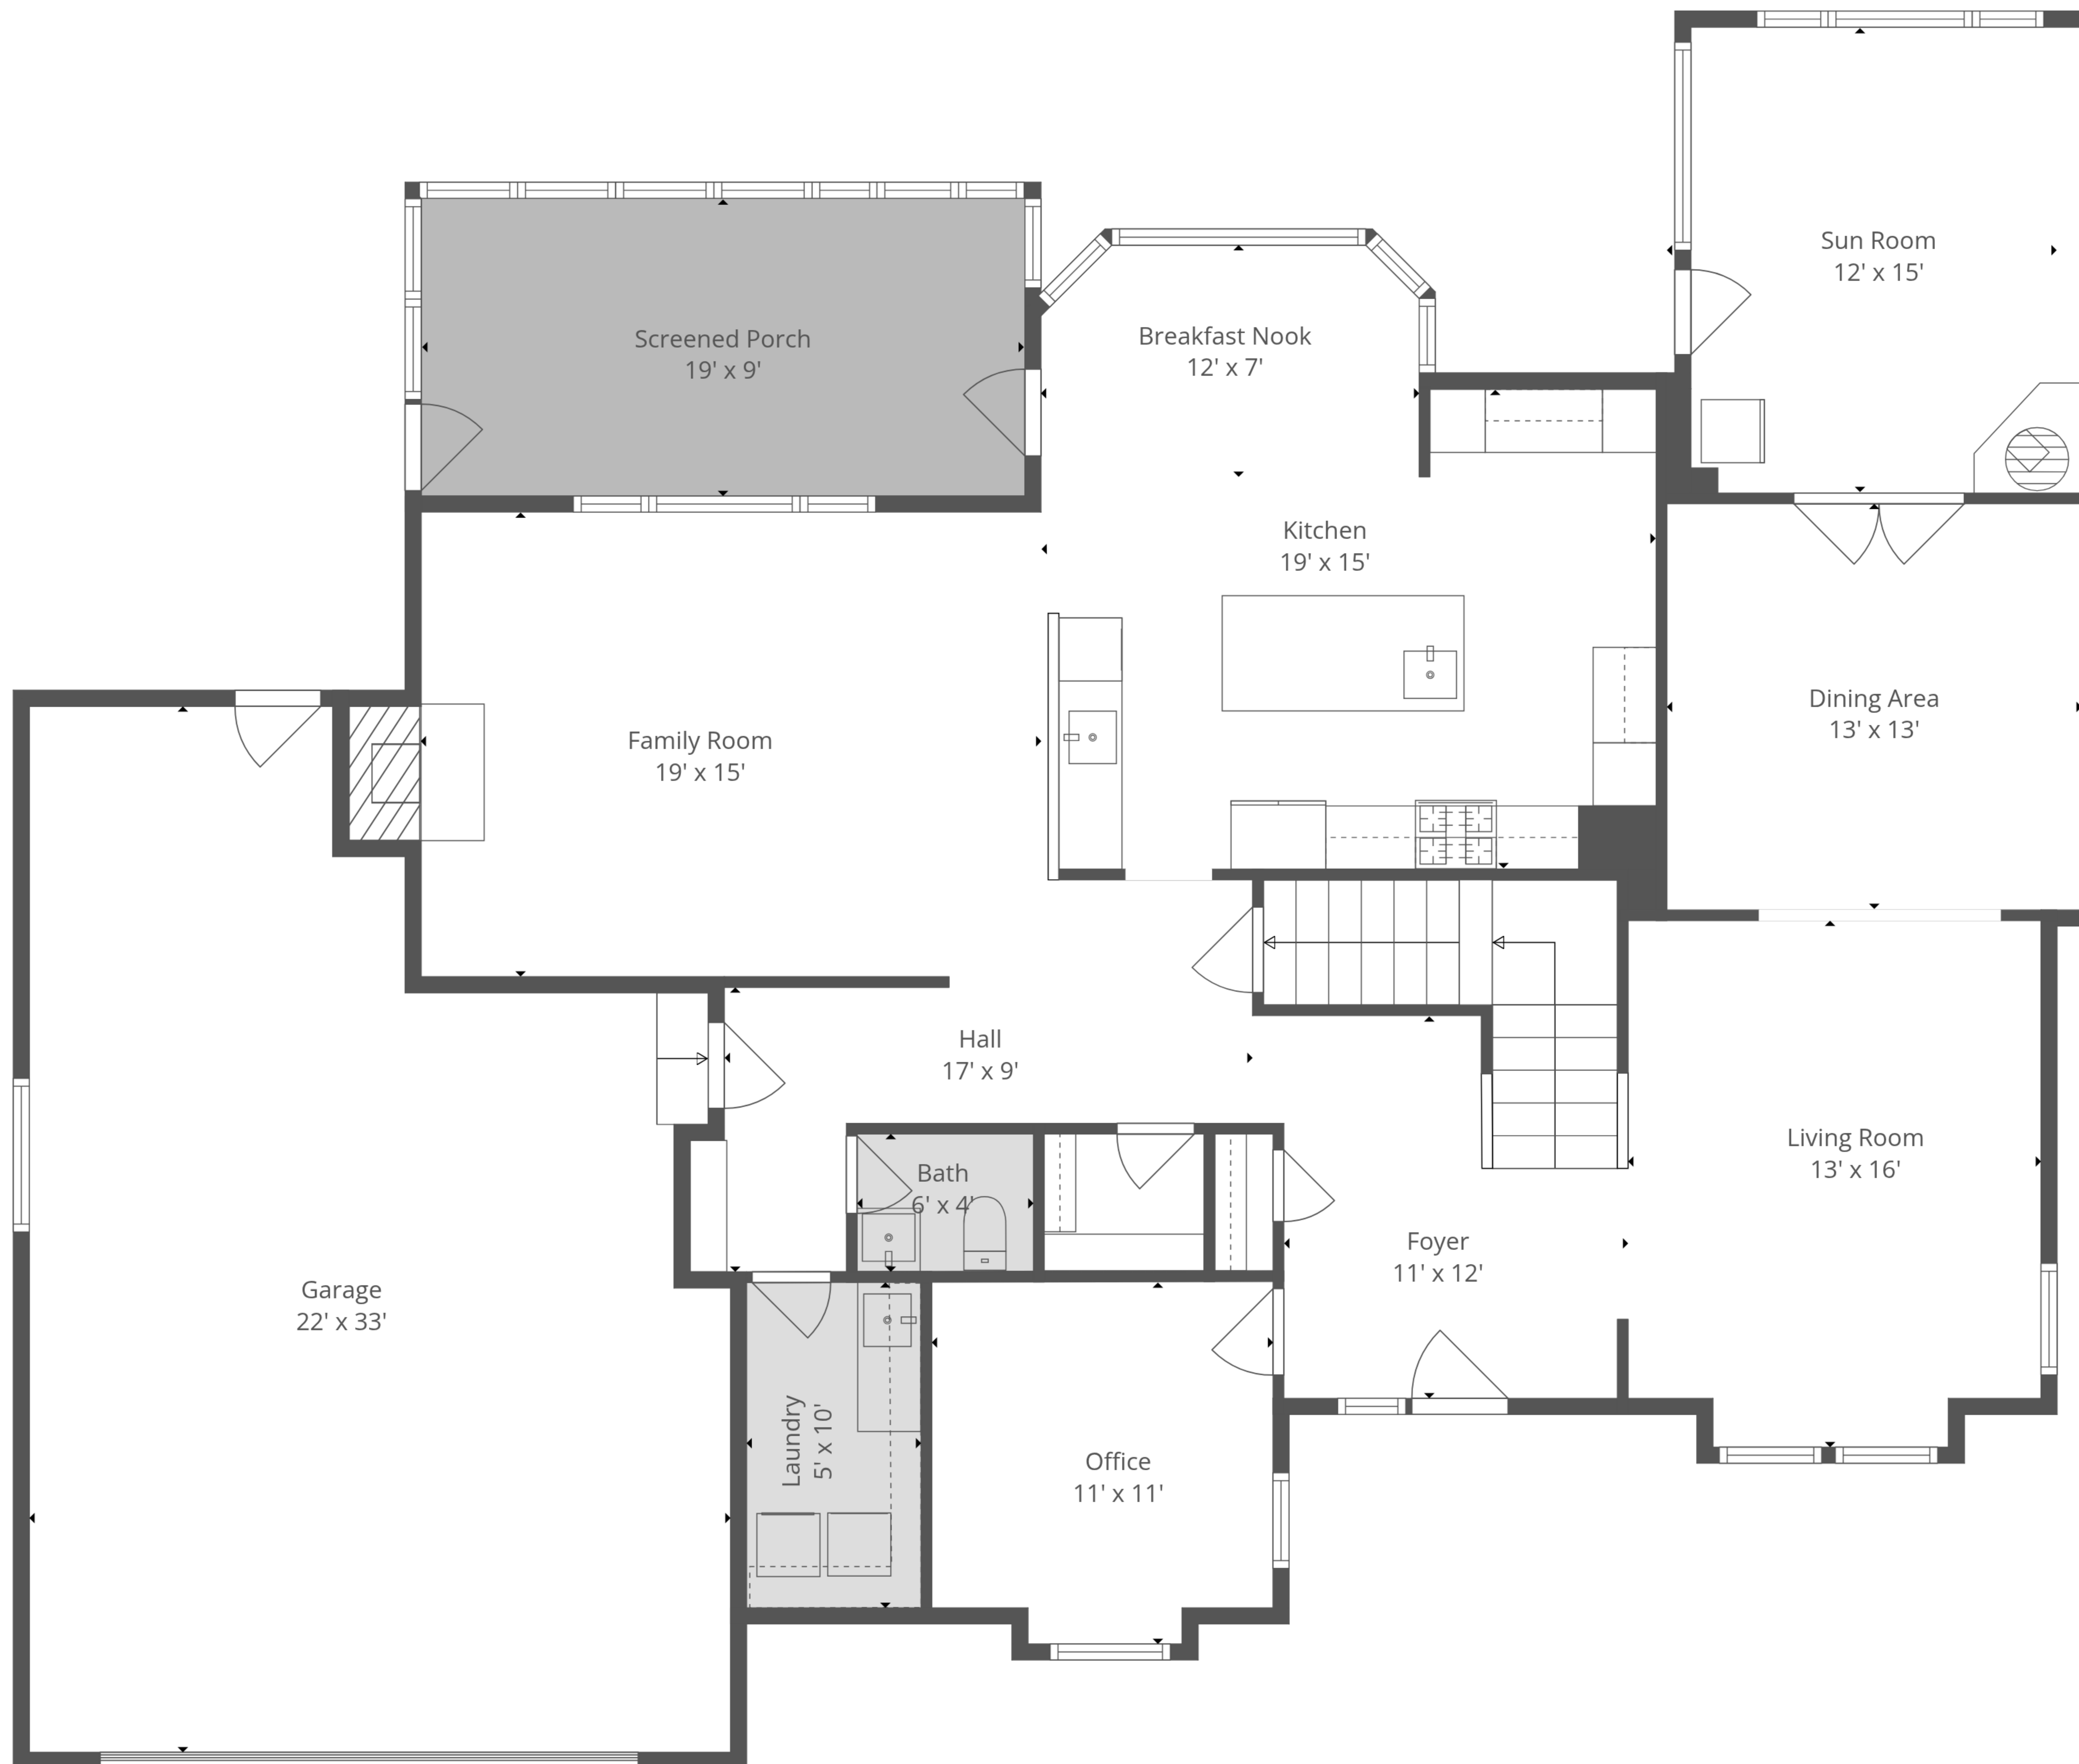 Sun Room
12' x 15'
Screened Porch
19' x 9'
Breakfast Nook
12' x 7'
Kitchen
19' x 15'
Dining Area
13' x 13'
Family Room
19' x 15'
Hall
17' x 9'
Living Room
13' x 16'
Bath
6' x 4'
Foyer
11' x 12'
Garage
22' x 33'
Laundry
5' x 10'
Office
11' x 11'